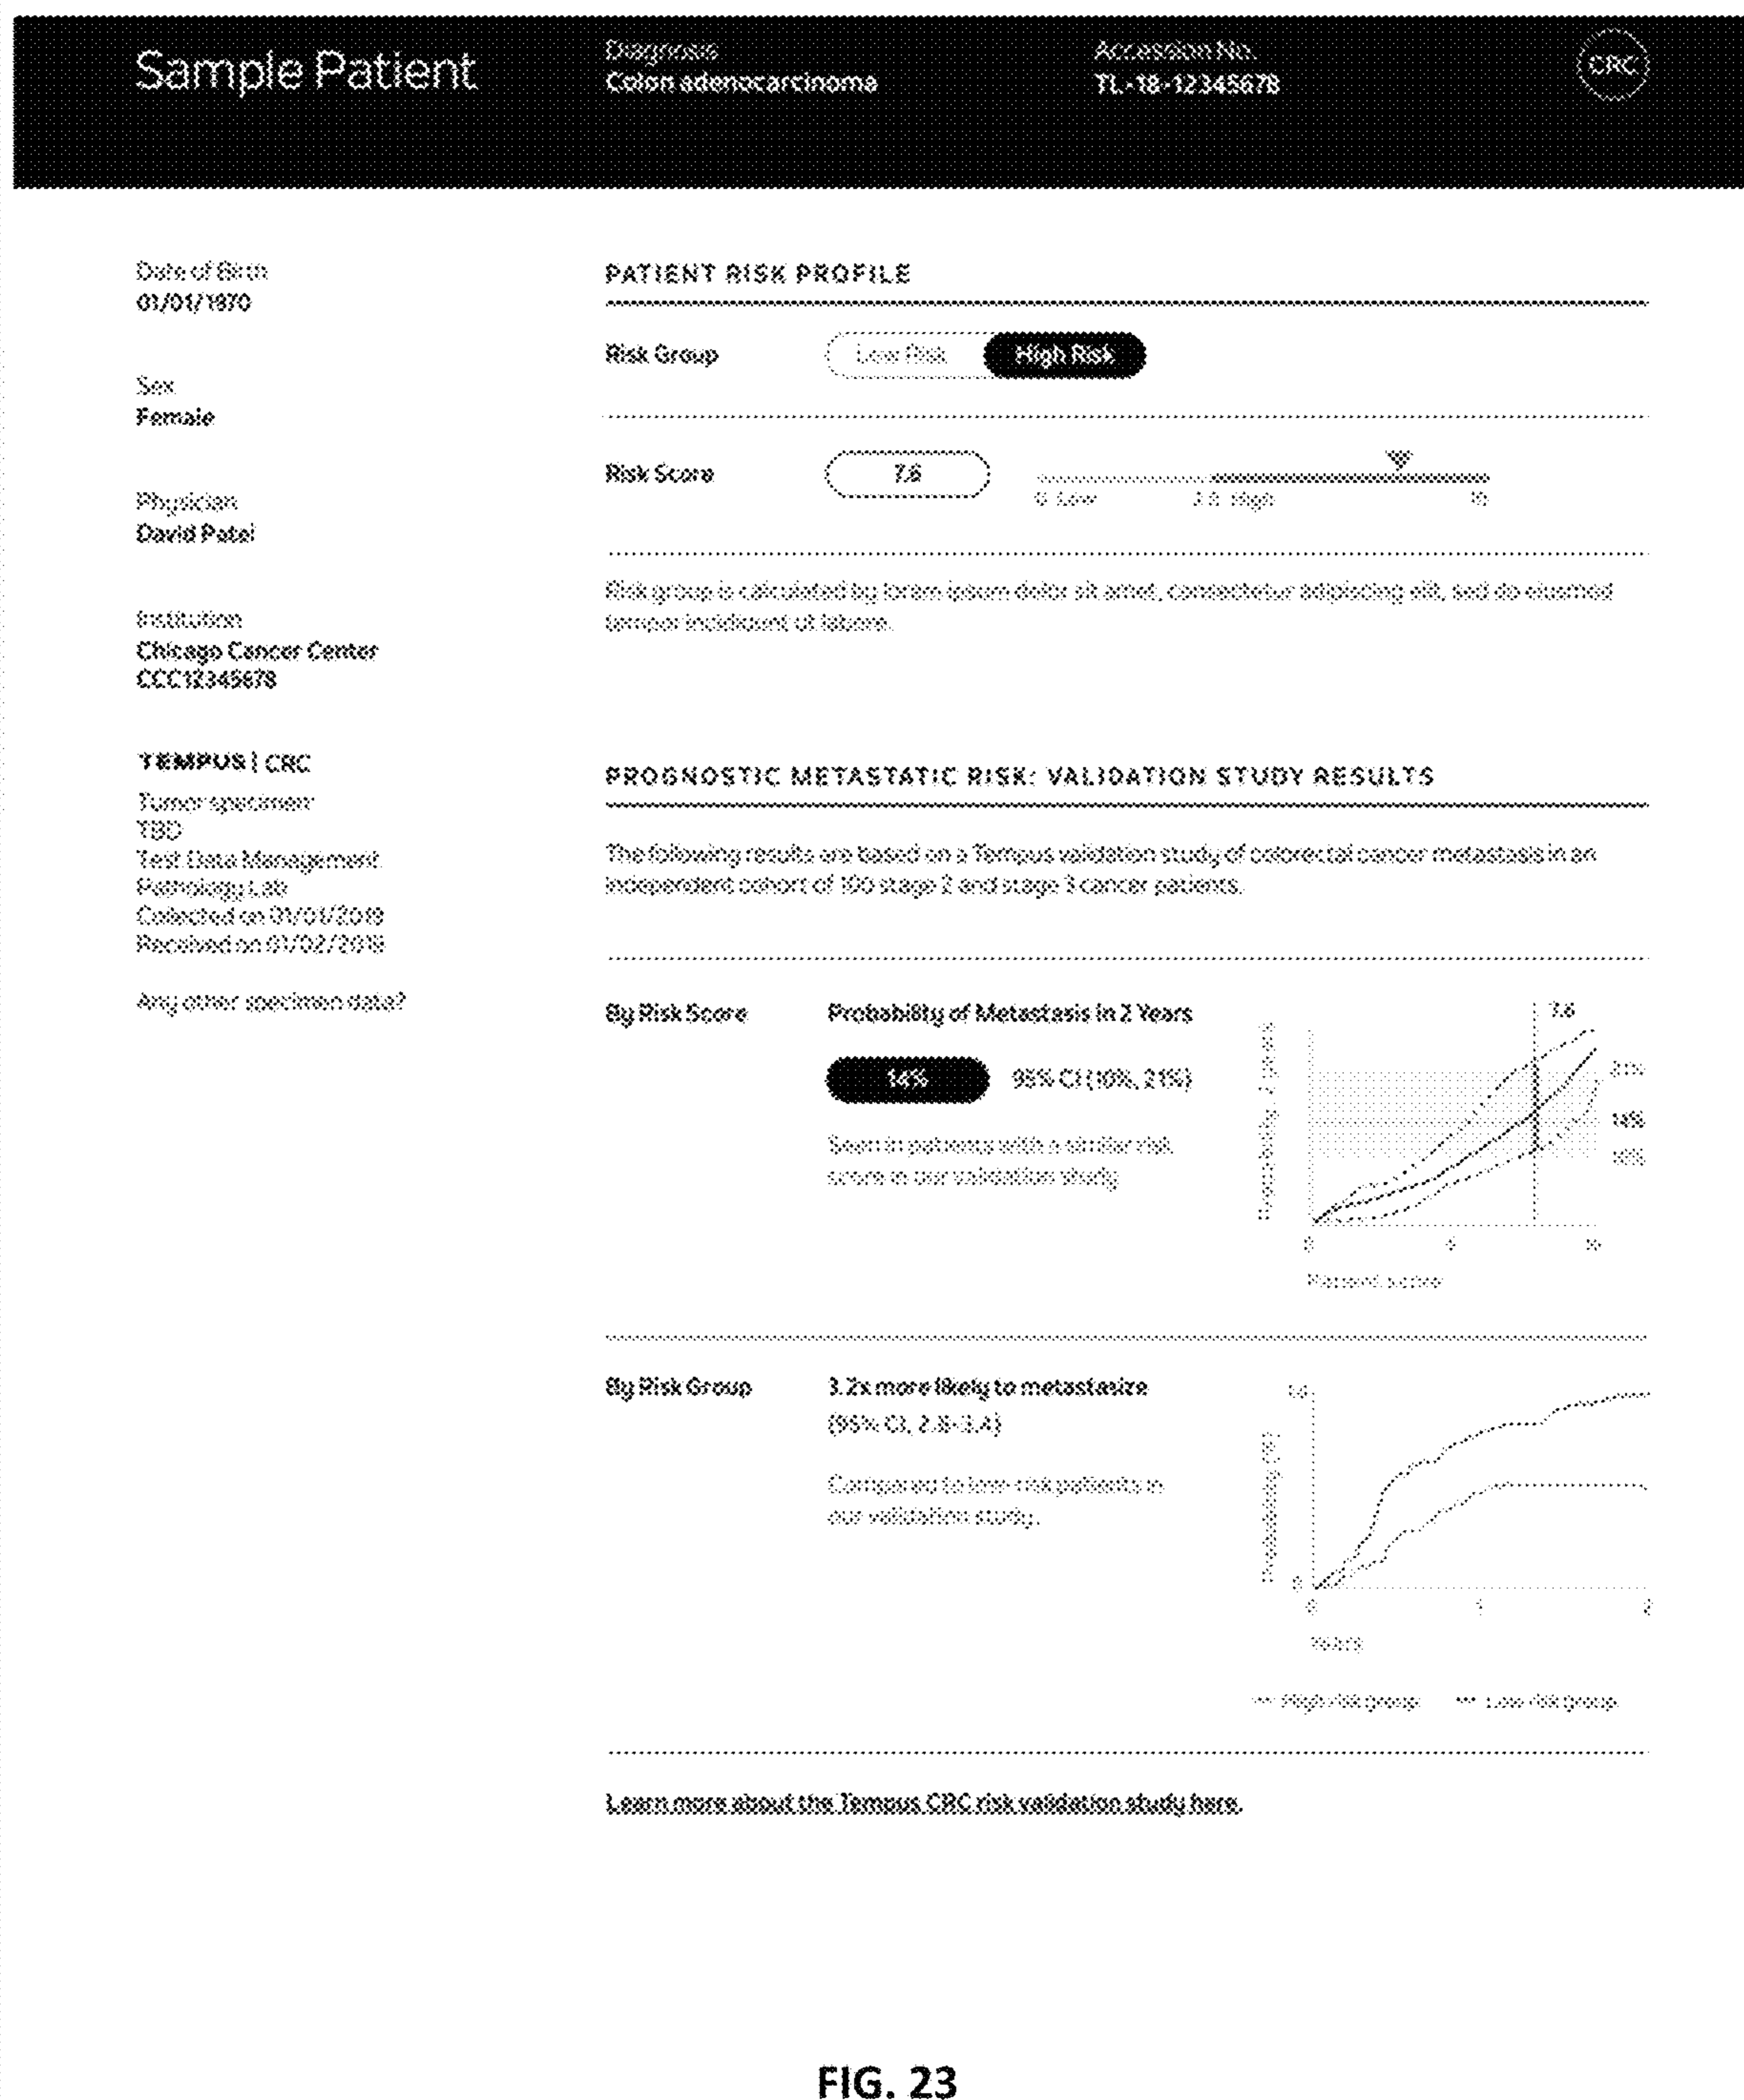 Sample Patient
Diagnosis
Colon adenocarcinoma
Accession No.
TL-18-12345678
CRC
Date of Birth
01/01/1970
Sex
Female
Physician
David Patel
Institution
Chicago Cancer Center
CCC12345678
TEMPUS | CRC
Tumor specimen
TBD
Test Data Management
Pathology Lab
Collected on 01/01/2019
Received on 01/02/2019
Any other specimen data?
PATIENT RISK PROFILE
Risk Group
Low Risk
High Risk
Risk Score
7.6
0 Low
High
10
Risk group is calculated by lorem ipsum dolor sit amet, consectetur adipiscing elit, sed do eiusmod
tempor incididunt ut labore.
PROGNOSTIC METASTATIC RISK: VALIDATION STUDY RESULTS
The following results are based on a Tempus validation study of colorectal cancer metastasis in an
independent cohort of 100 stage 2 and stage 3 cancer patients.
By Risk Score
Probability of Metastasis in 2 Years
14%
95% CI (10%, 21%)
Seen in patients with a similar risk
score in our validation study
7.6
21%
14%
10%
0
10
Patient score
By Risk Group
3.2x more likely to metastasize
(95% CI, 2.8-3.4)
Compared to low-risk patients in
our validation study.
1.0
0
0
1
2
Years
High risk group
Low risk group
Learn more about the Tempus CRC risk validation study here.
FIG. 23